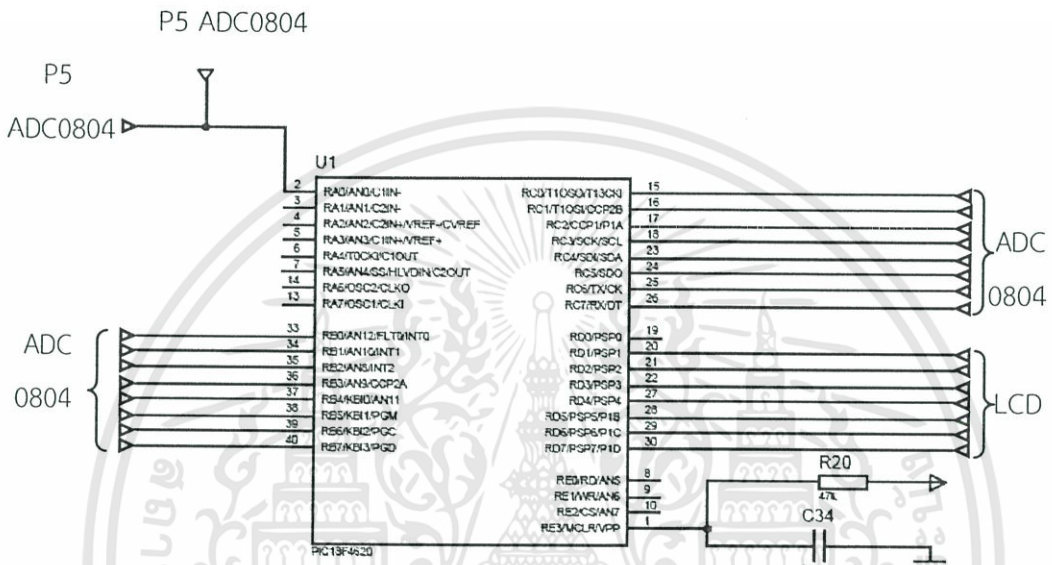 P5 ADC0804
P5
ADC0804
U1
2 RA0/AN0/C1IN-
3 RA1/AN1/C2IN-
4 RA2/AN2/C2IN+/VREF-/CVREF
5 RA3/AN3/C1IN+/VREF+
6 RA4/T0CKI/C1OUT
7 RA5/AN4/SS/HLVDIN/C2OUT
14 RA6/OSC2/CLKO
13 RA7/OSC1/CLKI
33 RB0/AN12/FLT0/INT0
34 RB1/AN10/INT1
35 RB2/AN8/INT2
36 RB3/AN9/CCP2A
37 RB4/KBI0/AN11
38 RB5/KBI1/PGM
39 RB6/KBI2/PGC
40 RB7/KBI3/PGD
ADC
0804
RC0/T1OSO/T13CKI 15
RC1/T1OSI/CCP2B 16
RC2/CCP1/P1A 17
RC3/SCK/SCL 18
RC4/SDI/SDA 23
RC5/SDO 24
RC6/TX/CK 25
RC7/RX/DT 26
ADC
0804
RD0/PSP0 19
RD1/PSP1 20
RD2/PSP2 21
RD3/PSP3 22
RD4/PSP4 27
RD5/PSP5/P1B 28
RD6/PSP6/P1C 29
RD7/PSP7/P1D 30
LCD
RE0/RD/AN5 8
RE1/WR/AN6 9
RE2/CS/AN7 10
RE3/MCLR/VPP 1
R20
C34
PIC18F4620